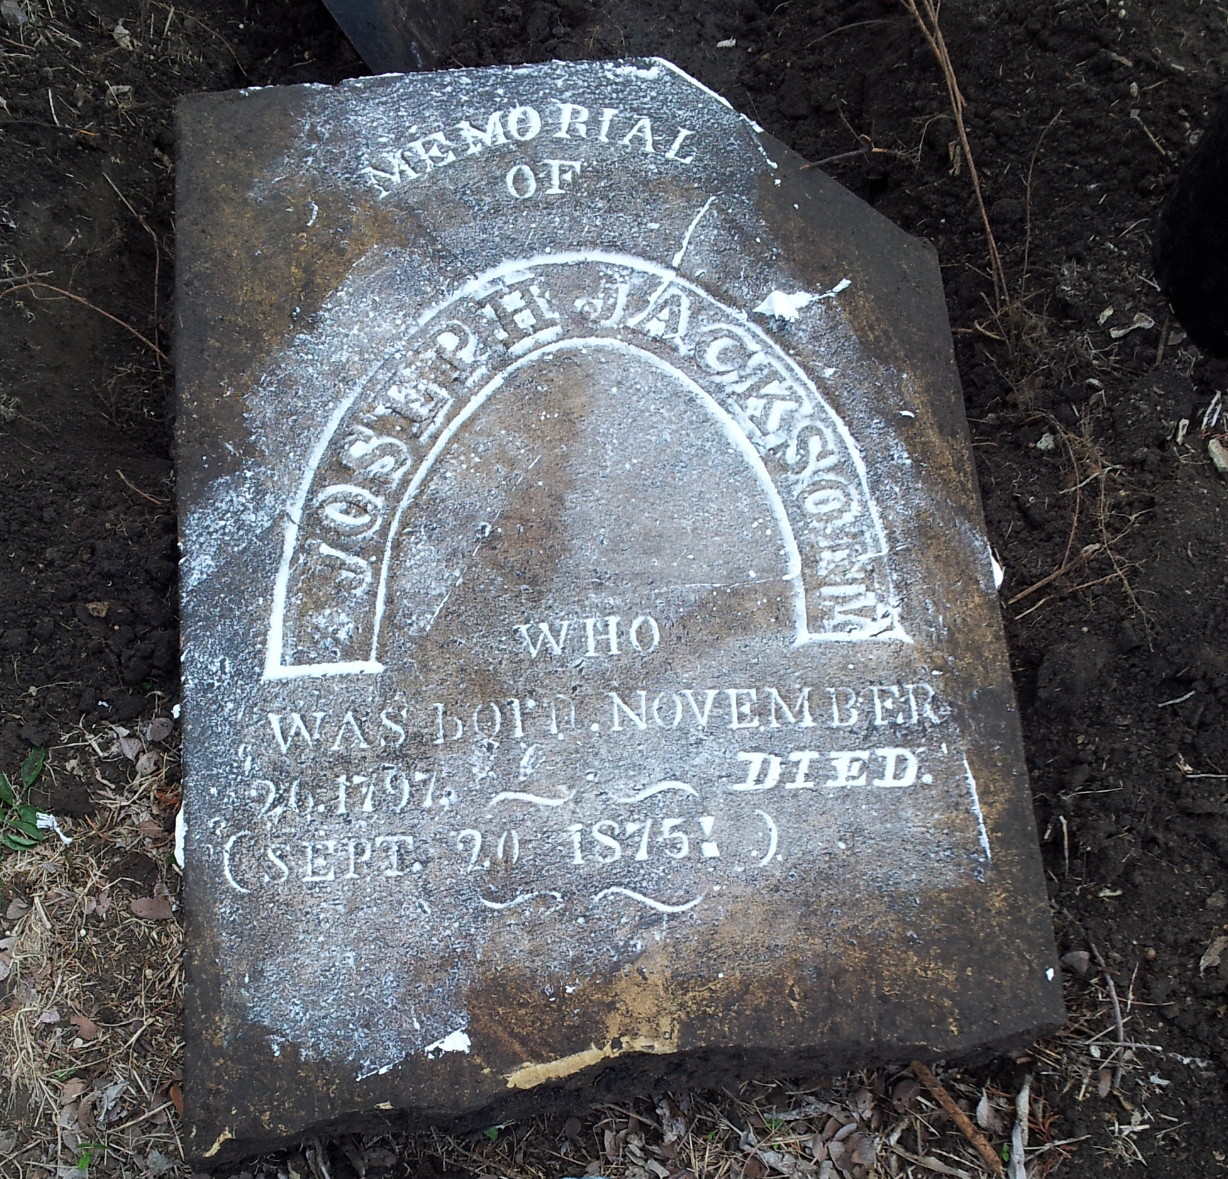 MEMORIAL
OF
JOSEPH JACKSON
WHO
WAS born. NOVEMBER
26. 1797. DIED.
(SEPT. 20 1875: )